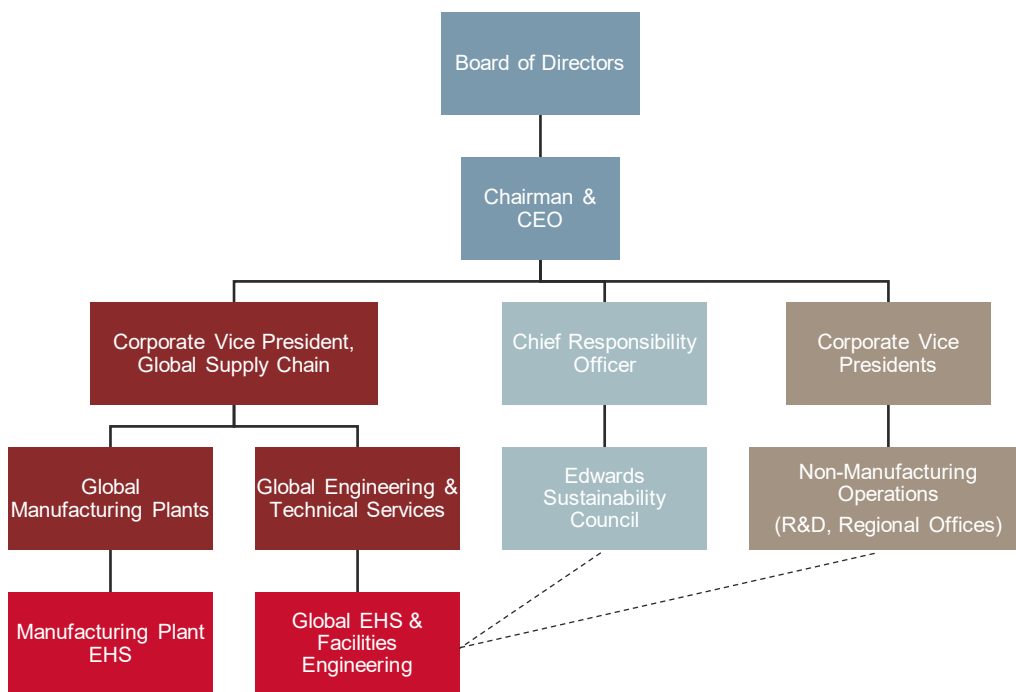 Board of Directors
Chairman &
CEO
Corporate Vice President,
Global Supply Chain
Chief Responsibility
Officer
Corporate Vice
Presidents
Global
Manufacturing Plants
Global Engineering &
Technical Services
Edwards
Sustainability
Council
Non-Manufacturing
Operations
(R&D, Regional Offices)
Manufacturing Plant
EHS
Global EHS &
Facilities
Engineering